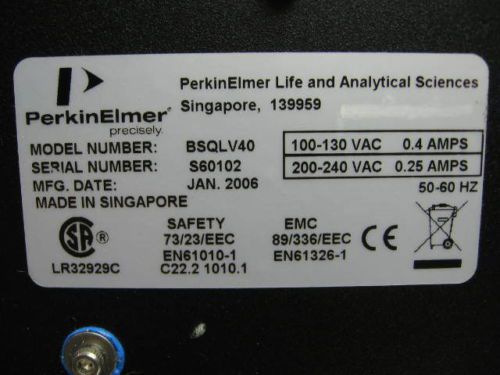 PerkinElmer Life and Analytical Sciences
Singapore, 139959
PerkinElmer®
precisely.
MODEL NUMBER: BSQLV40
SERIAL NUMBER: S60102
MFG. DATE: JAN. 2006
MADE IN SINGAPORE
100-130 VAC 0.4 AMPS
200-240 VAC 0.25 AMPS
50-60 HZ
SA ®
LR32929C
SAFETY
73/23/EEC
EN61010-1
C22.2 1010.1
EMC
89/336/EEC
EN61326-1
CE